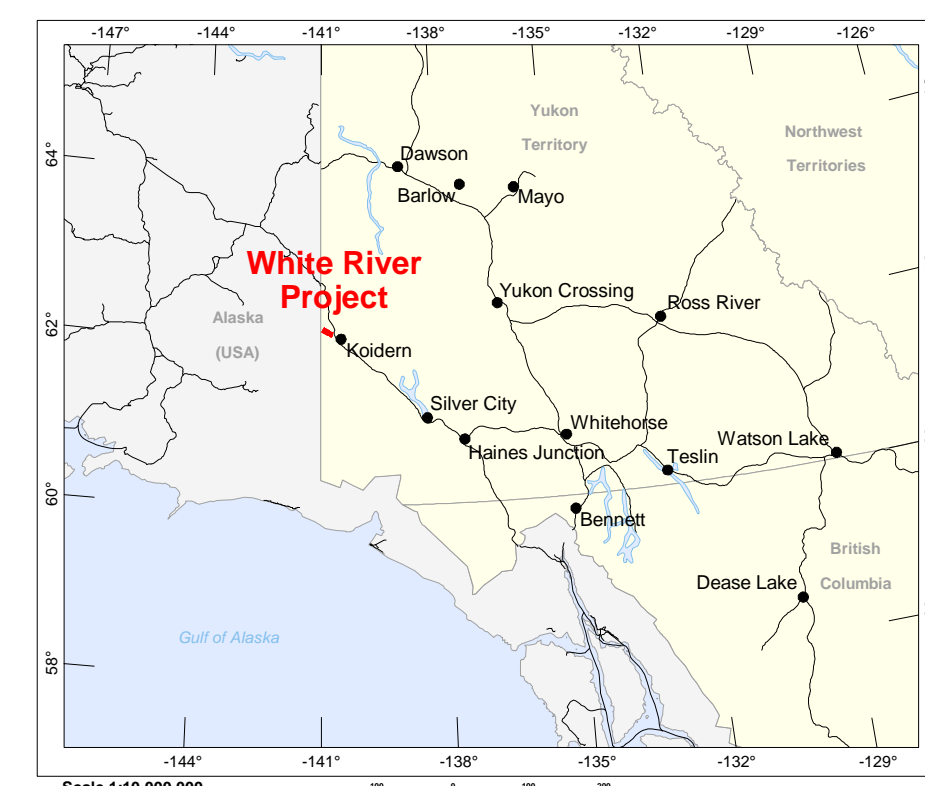 -147° -144° -141° -138° -135° -132° -129° -126°
Yukon
Territory
Northwest
Territories
64°
Dawson
Barlow
Mayo
White River
Project
Yukon Crossing
Ross River
62°
Alaska
(USA)
Koidern
Silver City
Whitehorse
Haines Junction
Watson Lake
Teslin
60°
Bennett
British
Columbia
Dease Lake
Gulf of Alaska
58°
-144° -141° -138° -135° -132° -129°